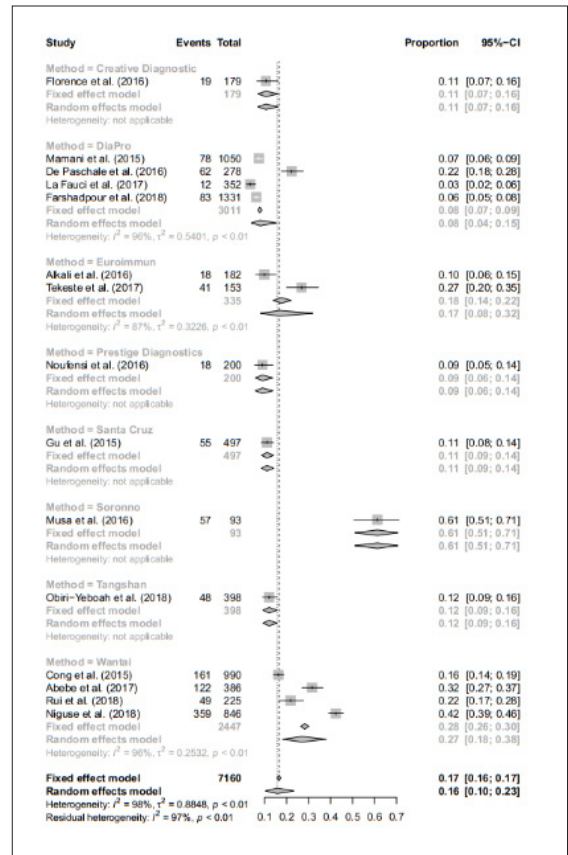 Study Events Total Proportion 95%-CI
Method = Creative Diagnostic
Florence et al. (2016) 19 179 0.11 [0.07; 0.16]
Fixed effect model 179 0.11 [0.07; 0.16]
Random effects model 0.11 [0.07; 0.16]
Heterogeneity: not applicable
Method = DiaPro
Mamani et al. (2015) 78 1050 0.07 [0.06; 0.09]
De Paschale et al. (2016) 62 278 0.22 [0.18; 0.28]
La Fauci et al. (2017) 12 352 0.03 [0.02; 0.06]
Farshadpour et al. (2018) 83 1331 0.06 [0.05; 0.08]
Fixed effect model 3011 0.08 [0.07; 0.09]
Random effects model 0.08 [0.04; 0.15]
Heterogeneity: I² = 96%, τ² = 0.5401, p < 0.01
Method = Euroimmun
Alkali et al. (2016) 18 182 0.10 [0.06; 0.15]
Tekeste et al. (2017) 41 153 0.27 [0.20; 0.35]
Fixed effect model 335 0.18 [0.14; 0.22]
Random effects model 0.17 [0.08; 0.32]
Heterogeneity: I² = 87%, τ² = 0.3226, p < 0.01
Method = Prestige Diagnostics
Noufensi et al. (2016) 18 200 0.09 [0.05; 0.14]
Fixed effect model 200 0.09 [0.06; 0.14]
Random effects model 0.09 [0.06; 0.14]
Heterogeneity: not applicable
Method = Santa Cruz
Gu et al. (2015) 55 497 0.11 [0.08; 0.14]
Fixed effect model 497 0.11 [0.09; 0.14]
Random effects model 0.11 [0.09; 0.14]
Heterogeneity: not applicable
Method = Soronno
Musa et al. (2016) 57 93 0.61 [0.51; 0.71]
Fixed effect model 93 0.61 [0.51; 0.71]
Random effects model 0.61 [0.51; 0.71]
Heterogeneity: not applicable
Method = Tangshan
Obiri-Yeboah et al. (2018) 48 398 0.12 [0.09; 0.16]
Fixed effect model 398 0.12 [0.09; 0.16]
Random effects model 0.12 [0.09; 0.16]
Heterogeneity: not applicable
Method = Wantai
Cong et al. (2015) 161 990 0.16 [0.14; 0.19]
Abebe et al. (2017) 122 386 0.32 [0.27; 0.37]
Rui et al. (2018) 49 225 0.22 [0.17; 0.28]
Niguse et al. (2018) 359 846 0.42 [0.39; 0.46]
Fixed effect model 2447 0.28 [0.26; 0.30]
Random effects model 0.27 [0.18; 0.38]
Heterogeneity: I² = 96%, τ² = 0.2532, p < 0.01
Fixed effect model 7160 0.17 [0.16; 0.17]
Random effects model 0.16 [0.10; 0.23]
Heterogeneity: I² = 98%, τ² = 0.8848, p < 0.01
Residual heterogeneity: I² = 97%, p < 0.01
0.1 0.2 0.3 0.4 0.5 0.6 0.7